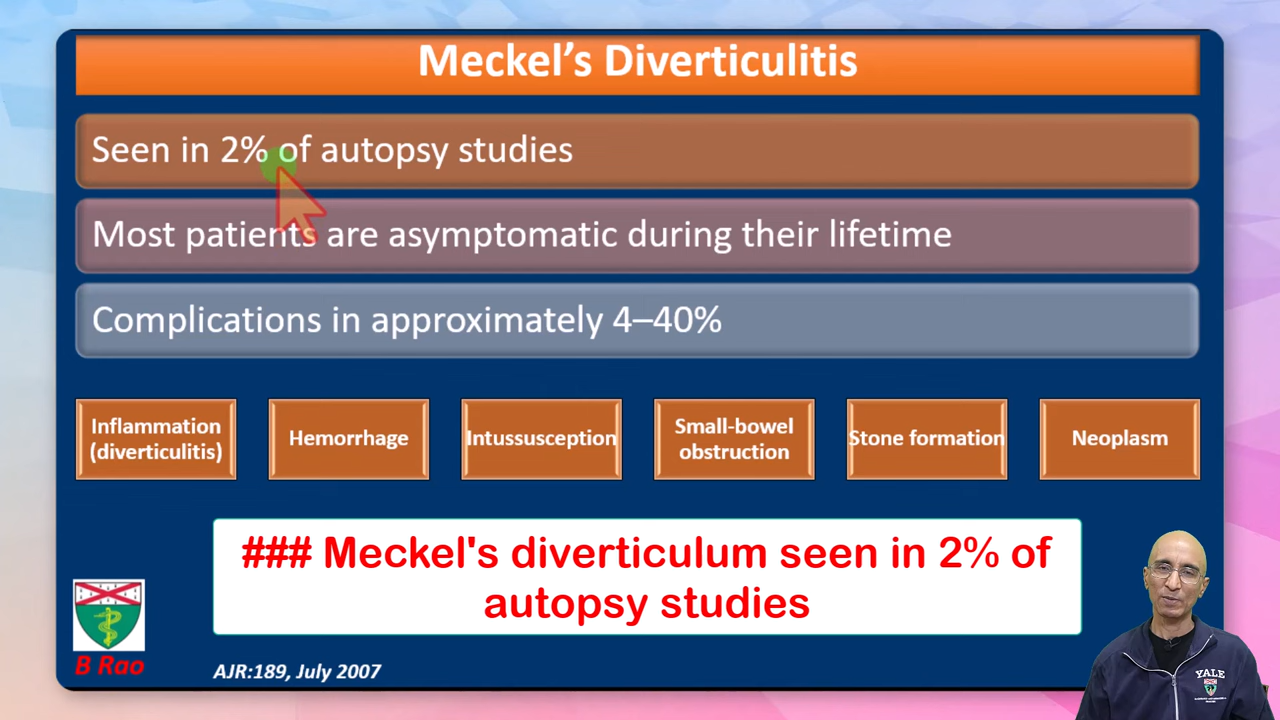 Meckel’s Diverticulitis
Seen in 2% of autopsy studies
Most patients are asymptomatic during their lifetime
Complications in approximately 4–40%
Inflammation
(diverticulitis)
Hemorrhage
Intussusception
Small-bowel
obstruction
Stone formation
Neoplasm
### Meckel's diverticulum seen in 2% of
autopsy studies
B Rao
AJR:189, July 2007
YALE